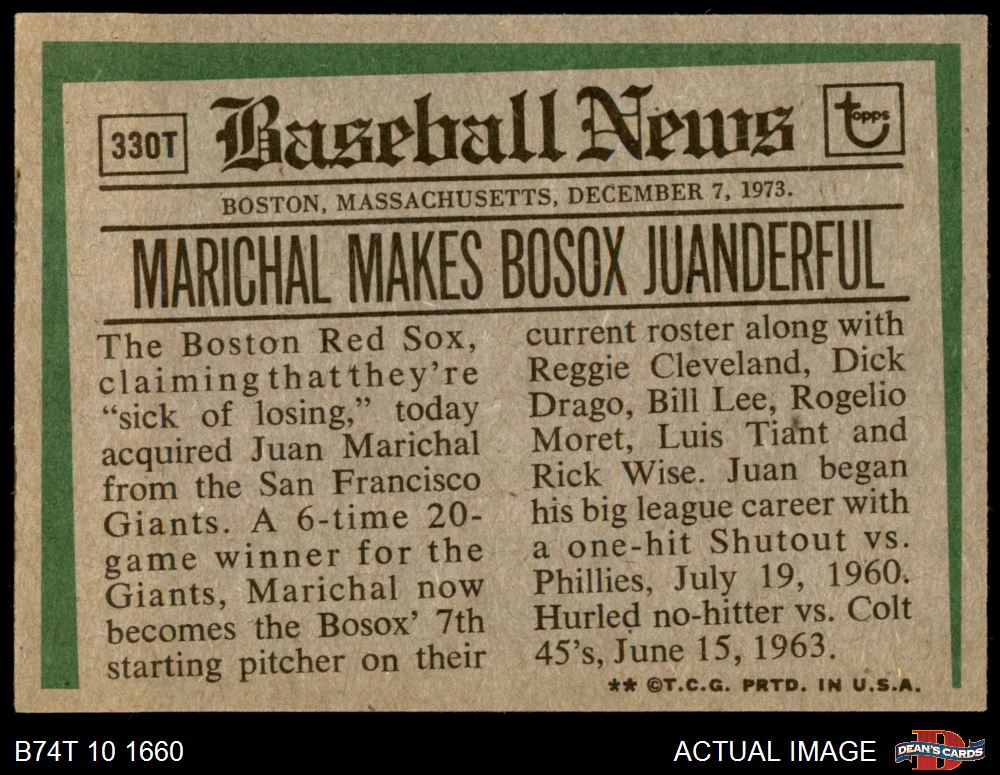 330T
Baseball News
topps
BOSTON, MASSACHUSETTS, DECEMBER 7, 1973.
MARICHAL MAKES BOSOX JUANDERFUL
The Boston Red Sox,
claiming that they're
“sick of losing,” today
acquired Juan Marichal
from the San Francisco
Giants. A 6-time 20-
game winner for the
Giants, Marichal now
becomes the Bosox' 7th
starting pitcher on their
current roster along with
Reggie Cleveland, Dick
Drago, Bill Lee, Rogelio
Moret, Luis Tiant and
Rick Wise. Juan began
his big league career with
a one-hit Shutout vs.
Phillies, July 19, 1960.
Hurled no-hitter vs. Colt
45's, June 15, 1963.
** ©T.C.G. PRTD. IN U.S.A.
B74T 10 1660
ACTUAL IMAGE
DEAN'S CARDS